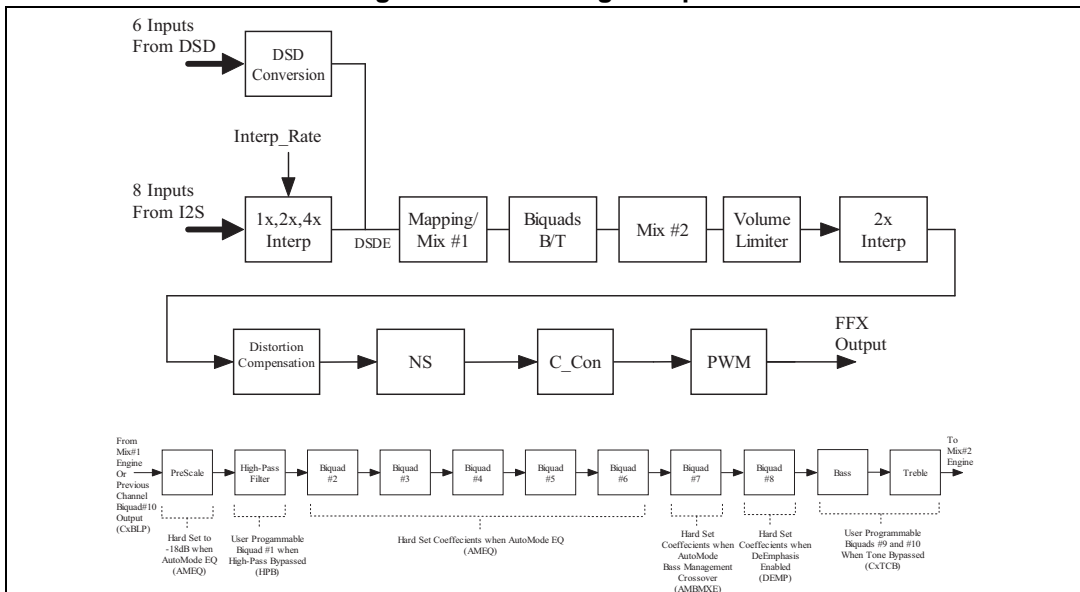 6 Inputs
From DSD
DSD
Conversion
Interp_Rate
8 Inputs
From I2S
1x,2x,4x
Interp
DSDE
Mapping/
Mix #1
Biquads
B/T
Mix #2
Volume
Limiter
2x
Interp
Distortion
Compensation
NS
C_Con
PWM
FFX
Output
From
Mix#1
Engine
Or
Previous
Channel
Biquad#10
Output
(CxBLP)
PreScale
High-Pass
Filter
Biquad
#2
Biquad
#3
Biquad
#4
Biquad
#5
Biquad
#6
Biquad
#7
Biquad
#8
Bass
Treble
To
Mix#2
Engine
Hard Set to
-18dB when
AutoMode EQ
(AMEQ)
User Progammable
Biquad #1 when
High-Pass Bypassed
(HPB)
Hard Set Coeffecients when AutoMode EQ
(AMEQ)
Hard Set
Coeffecients when
AutoMode
Bass Management
Crossover
(AMBMXE)
Hard Set
Coeffecients when
DeEmphasis
Enabled
(DEMP)
User Programmable
Biquads #9 and #10
When Tone Bypassed
(CxTCB)